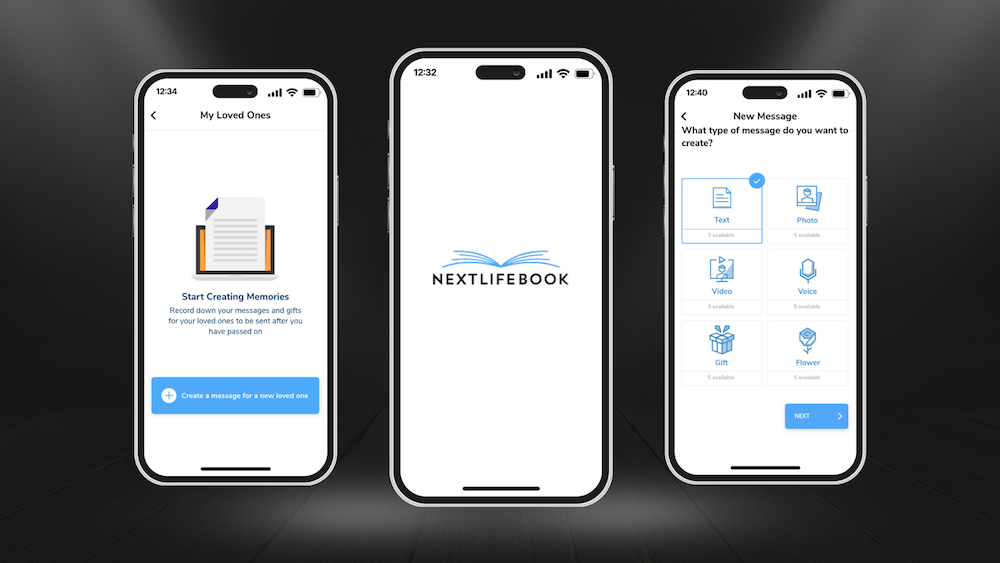 12:34
My Loved Ones
Start Creating Memories
Record down your messages and gifts
for your loved ones to be sent after you
have passed on
Create a message for a new loved one
12:32
NEXTLIFEBOOK
12:40
New Message
What type of message do you want to
create?
Text
3 available
Photo
5 available
Video
3 available
Voice
5 available
Gift
5 available
Flower
5 available
NEXT